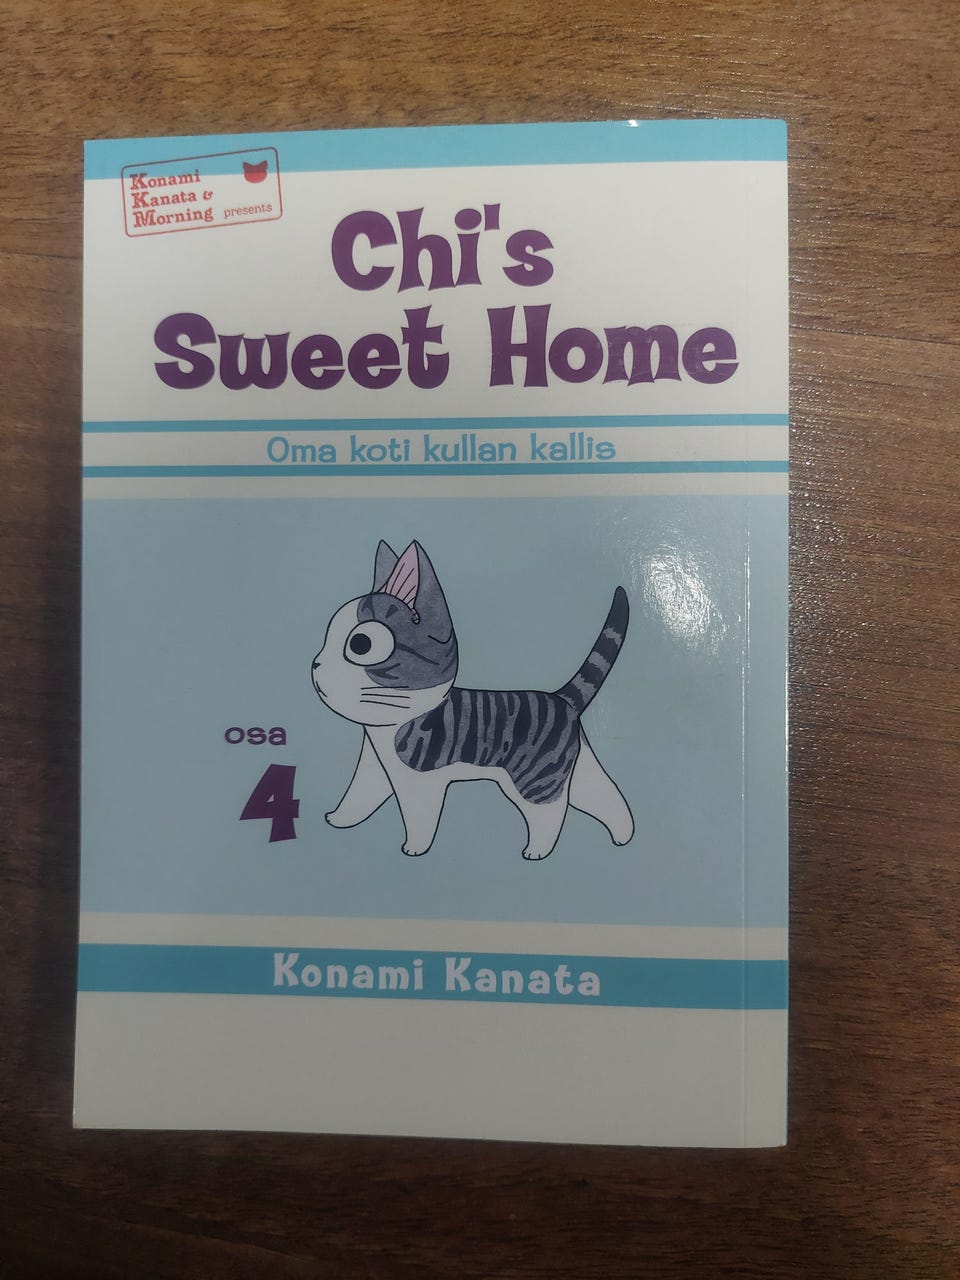 Konami
Kanata &
Morning presents
Chi's
Sweet Home
Oma koti kullan kallis
osa
4
Konami Kanata